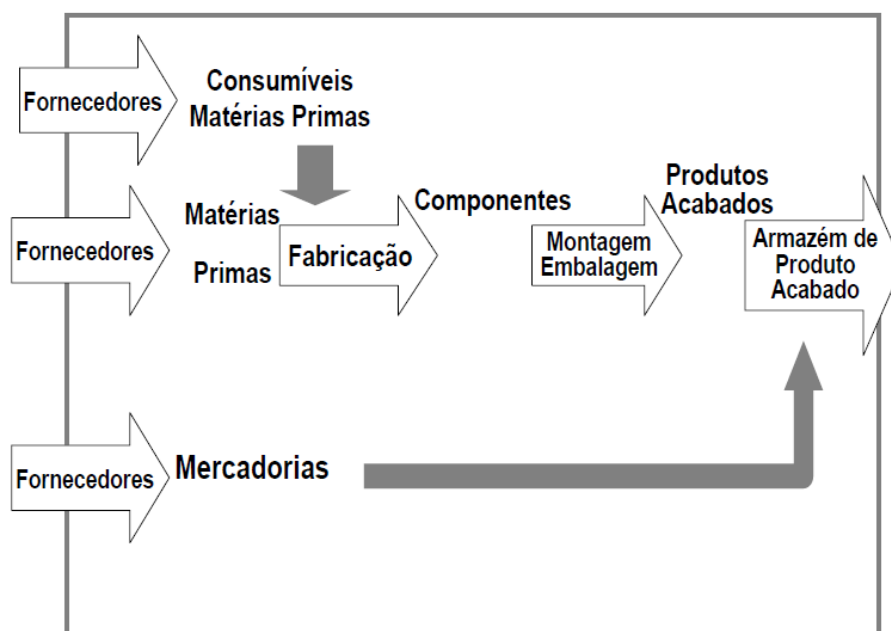 Fornecedores
Consumíveis
Matérias Primas
Fornecedores
Matérias
Primas
Fabricação
Componentes
Montagem
Embalagem
Produtos
Acabados
Armazém de
Produto
Acabado
Fornecedores
Mercadorias